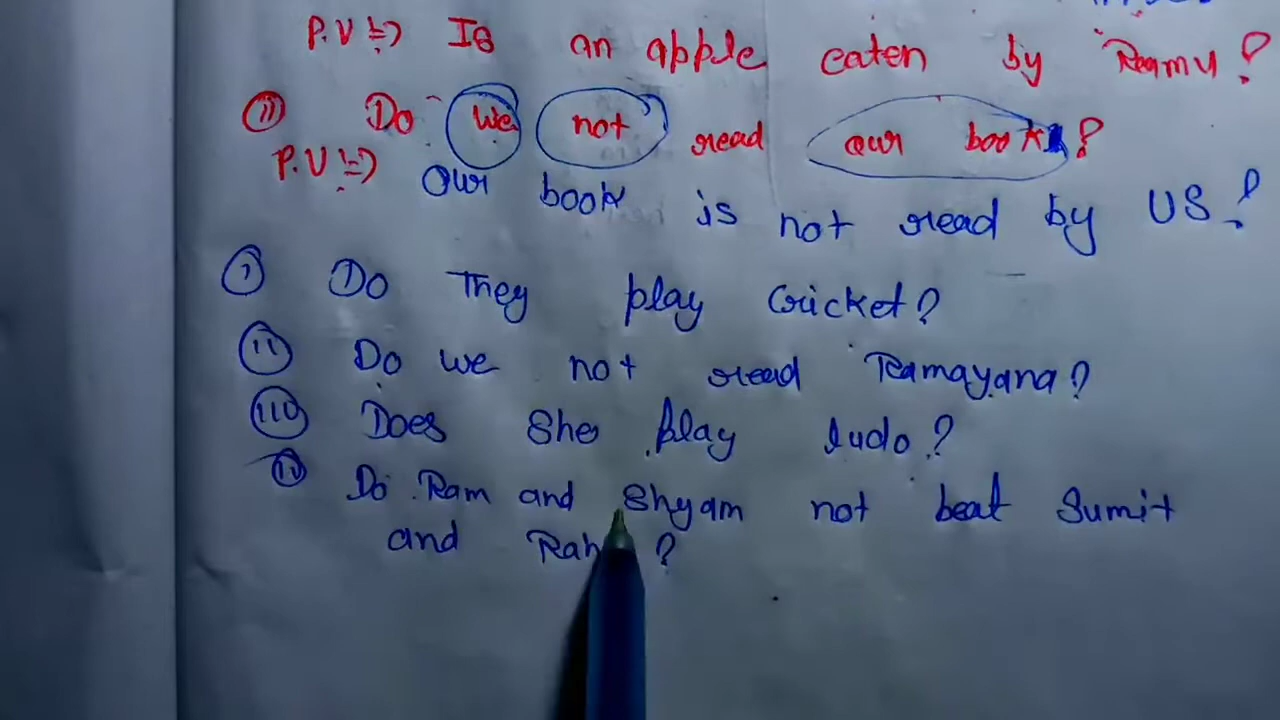 P.V => Is an apple eaten by Ramu?
(ii) Do we not read our book?
P.V => Our book is not read by us?
(i) Do They play cricket?
(ii) Do we not read Ramayana?
(iii) Does She play ludo?
(iv) Do Ram and Shyam not beat Sumit
and ?